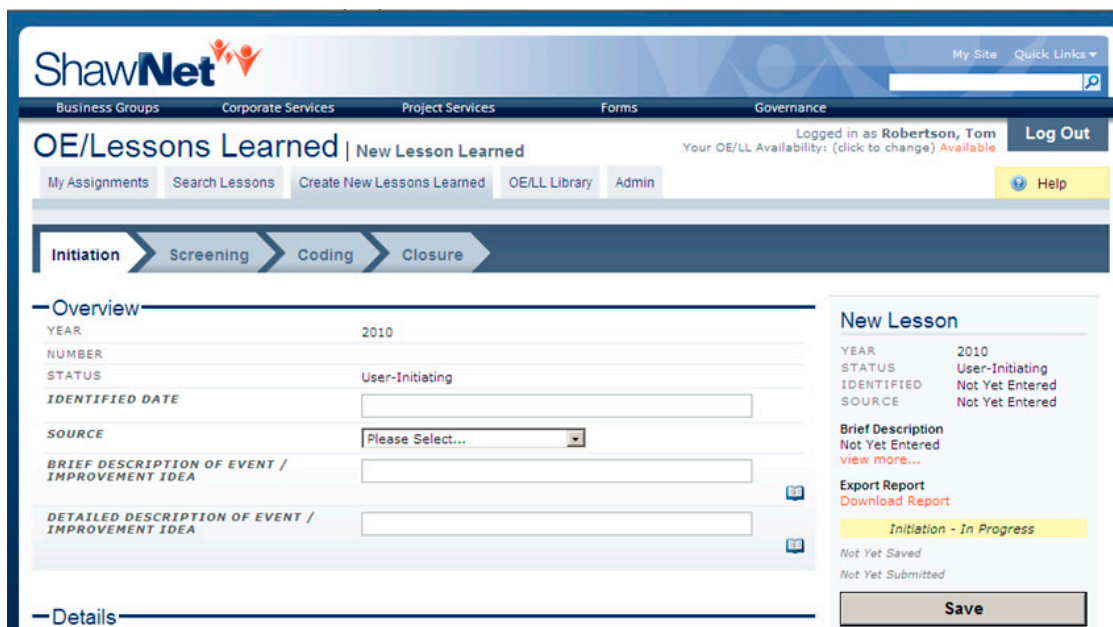 ShawNet
My Site Quick Links
Business Groups Corporate Services Project Services Forms Governance
OE/Lessons Learned | New Lesson Learned
Logged in as Robertson, Tom
Your OE/LL Availability: (click to change) Available
Log Out
My Assignments Search Lessons Create New Lessons Learned OE/LL Library Admin
Help
Initiation Screening Coding Closure
Overview
YEAR 2010
NUMBER
STATUS User-Initiating
IDENTIFIED DATE
SOURCE Please Select...
BRIEF DESCRIPTION OF EVENT /
IMPROVEMENT IDEA
DETAILED DESCRIPTION OF EVENT /
IMPROVEMENT IDEA
Details
New Lesson
YEAR 2010
STATUS User-Initiating
IDENTIFIED Not Yet Entered
SOURCE Not Yet Entered
Brief Description
Not Yet Entered
view more...
Export Report
Download Report
Initiation - In Progress
Not Yet Saved
Not Yet Submitted
Save